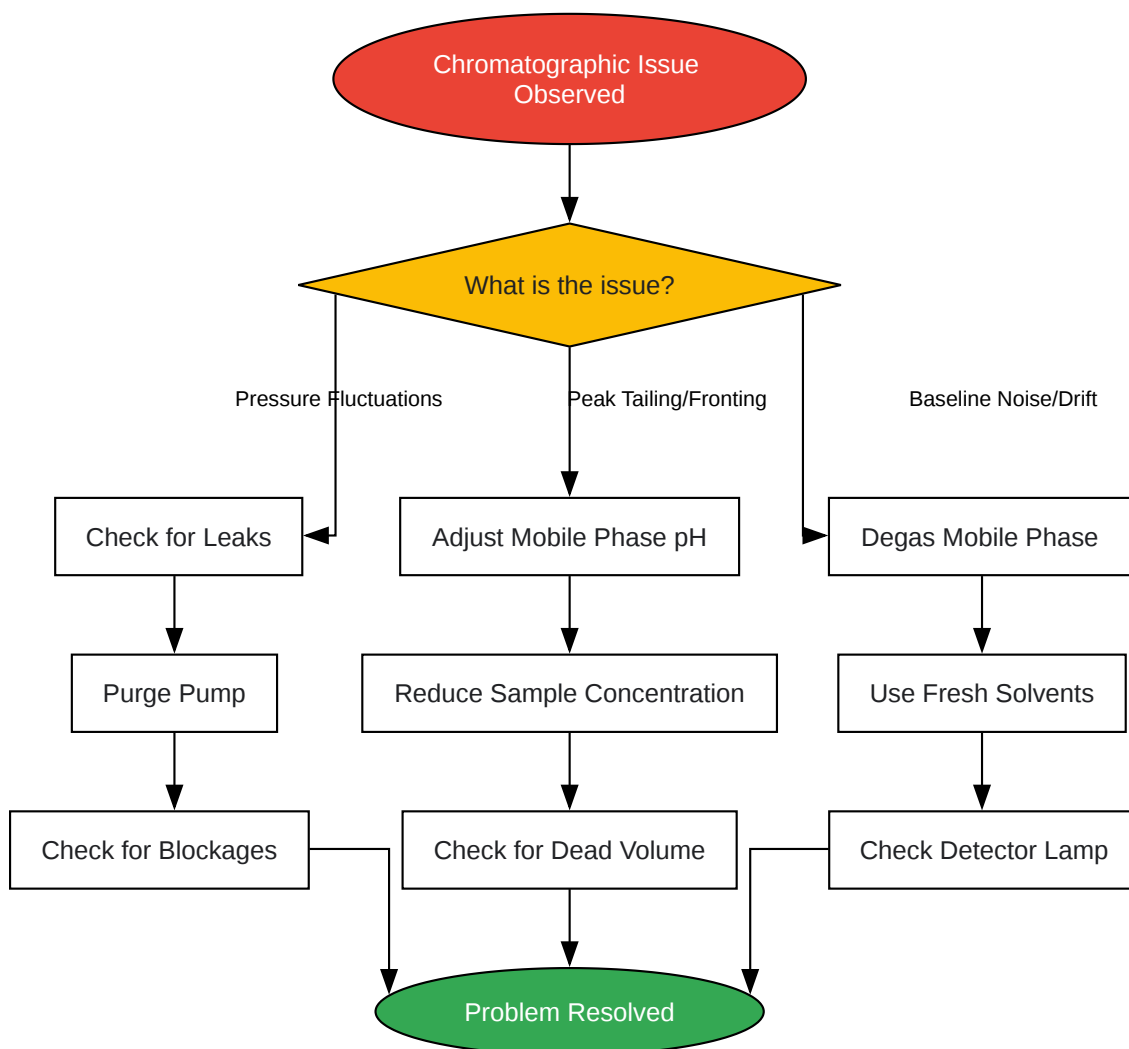 Chromatographic Issue
Observed
What is the issue?
Pressure Fluctuations
Peak Tailing/Fronting
Baseline Noise/Drift
Check for Leaks
Adjust Mobile Phase pH
Degas Mobile Phase
Purge Pump
Reduce Sample Concentration
Use Fresh Solvents
Check for Blockages
Check for Dead Volume
Check Detector Lamp
Problem Resolved